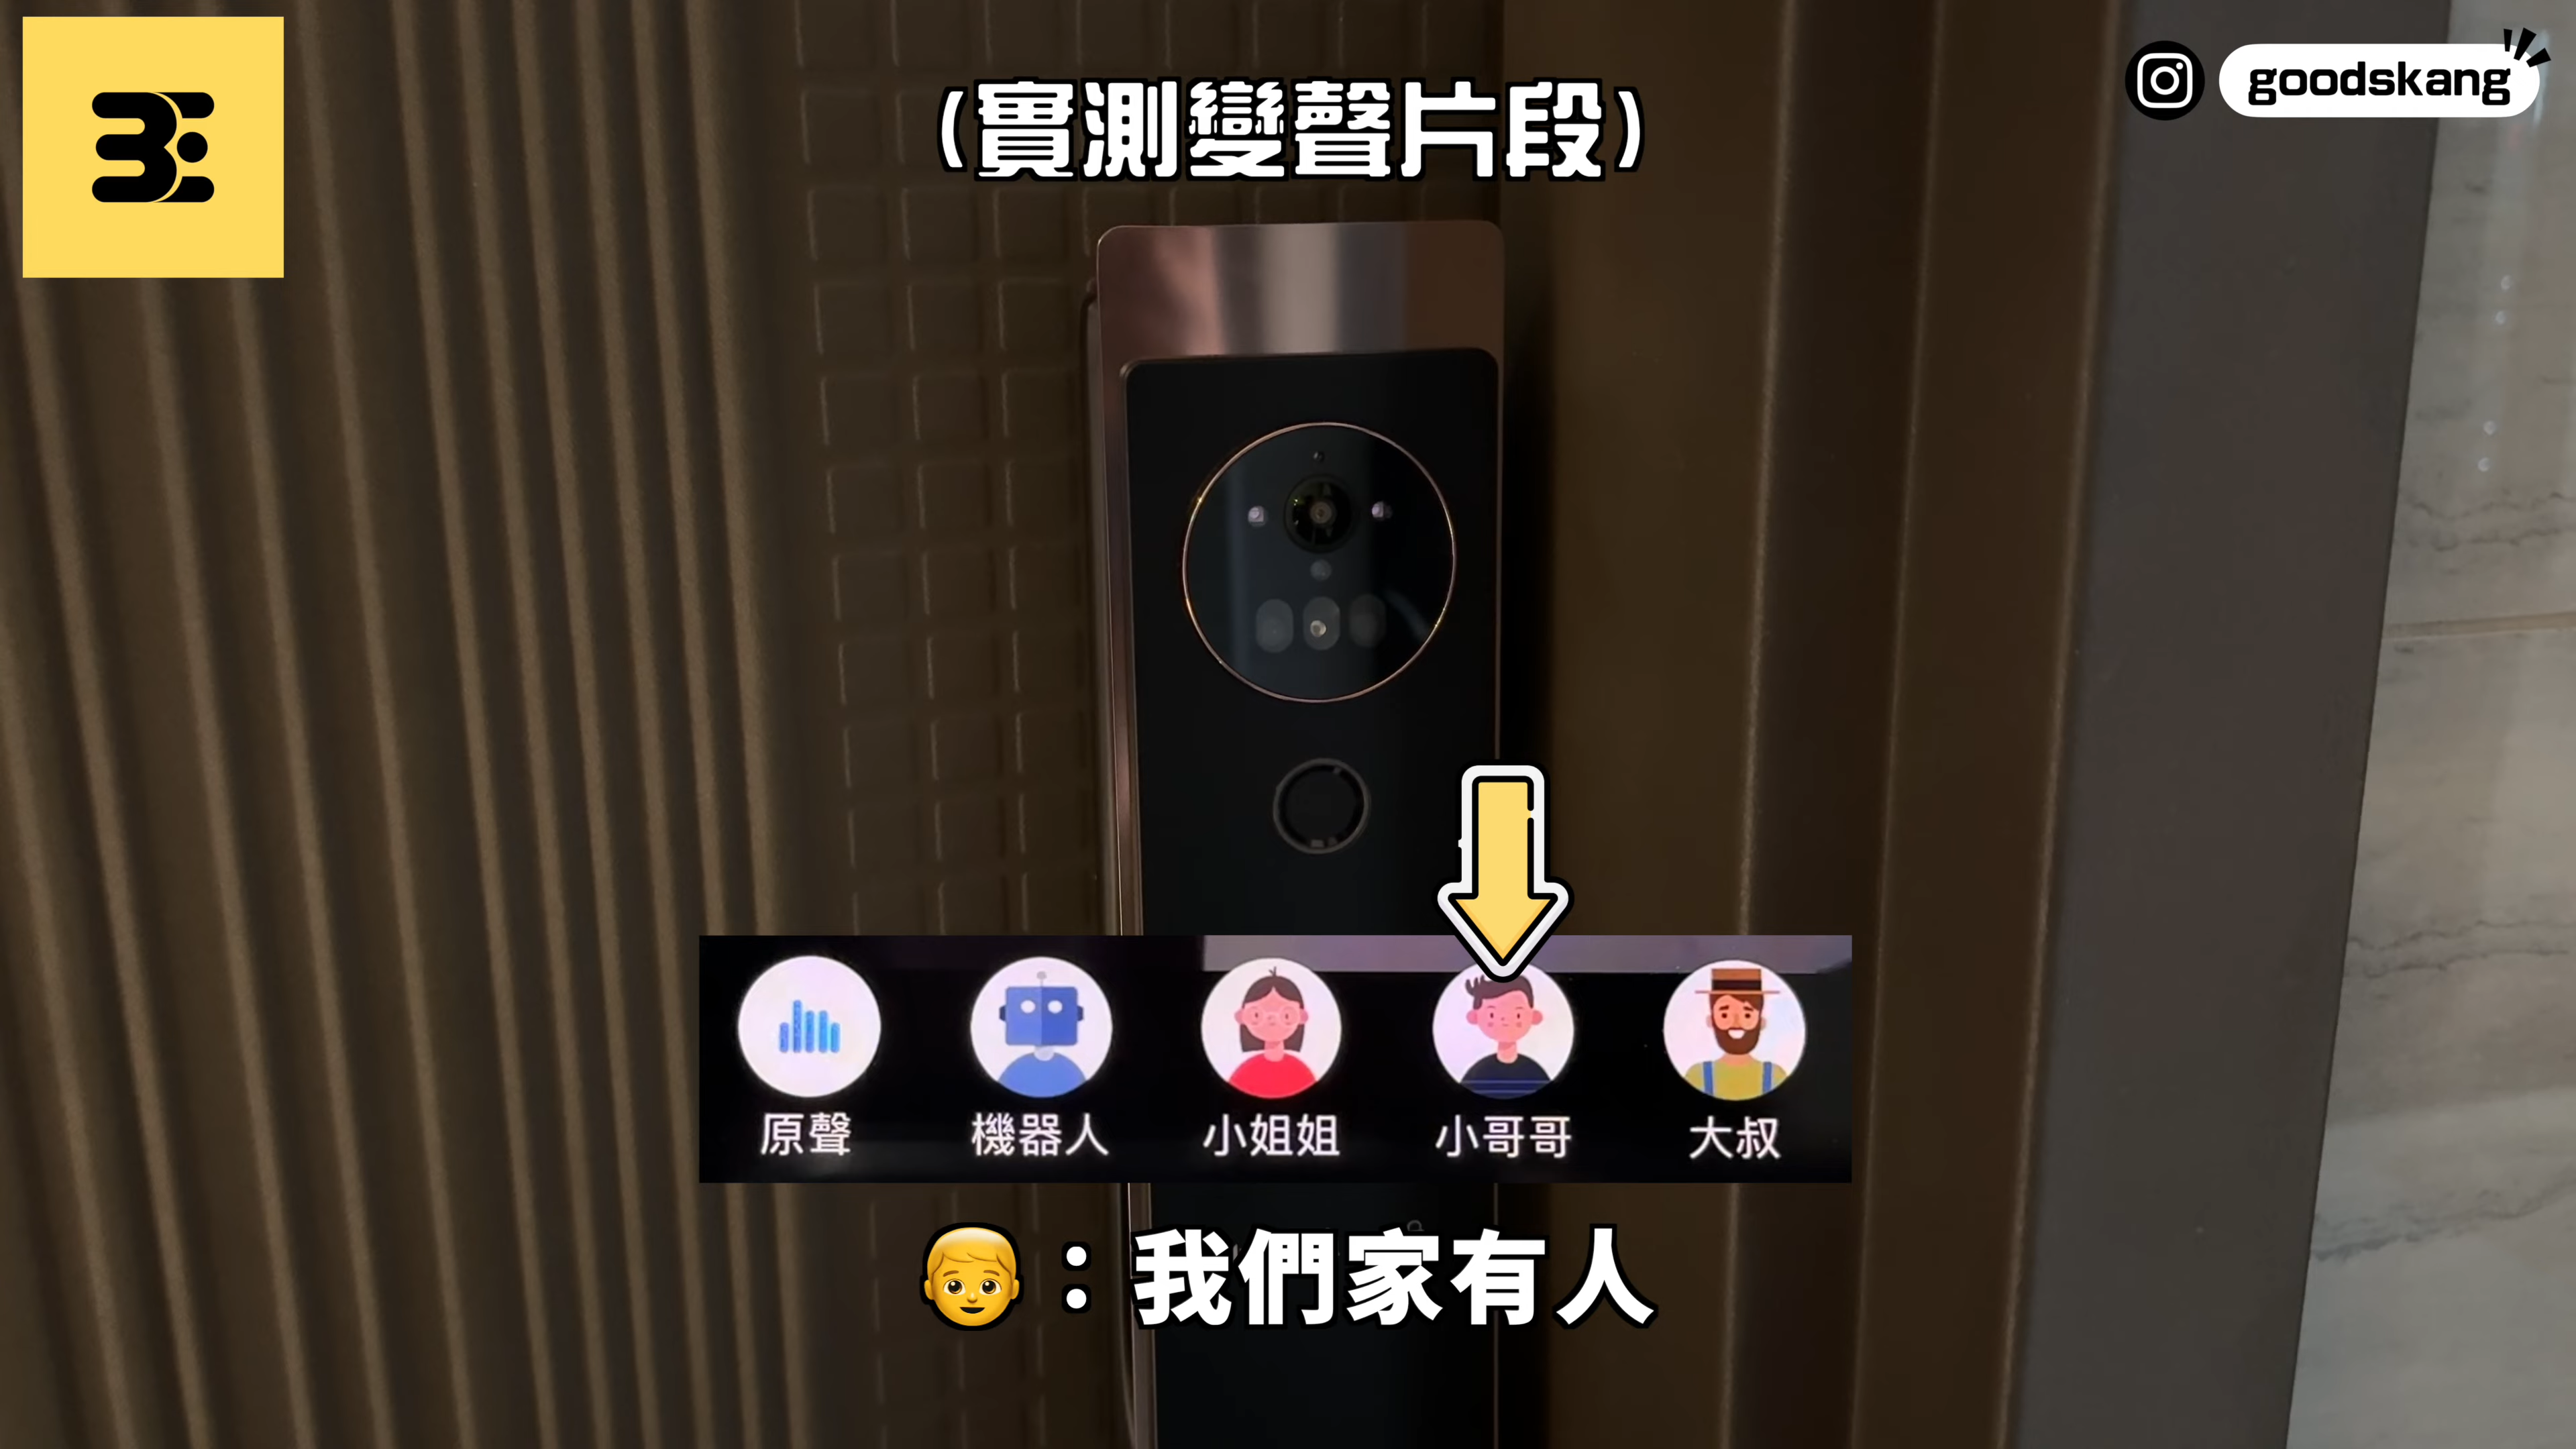 goodskang
(實測變聲片段)
原聲
機器人
小姐姐
小哥哥
大叔
：我們家有人